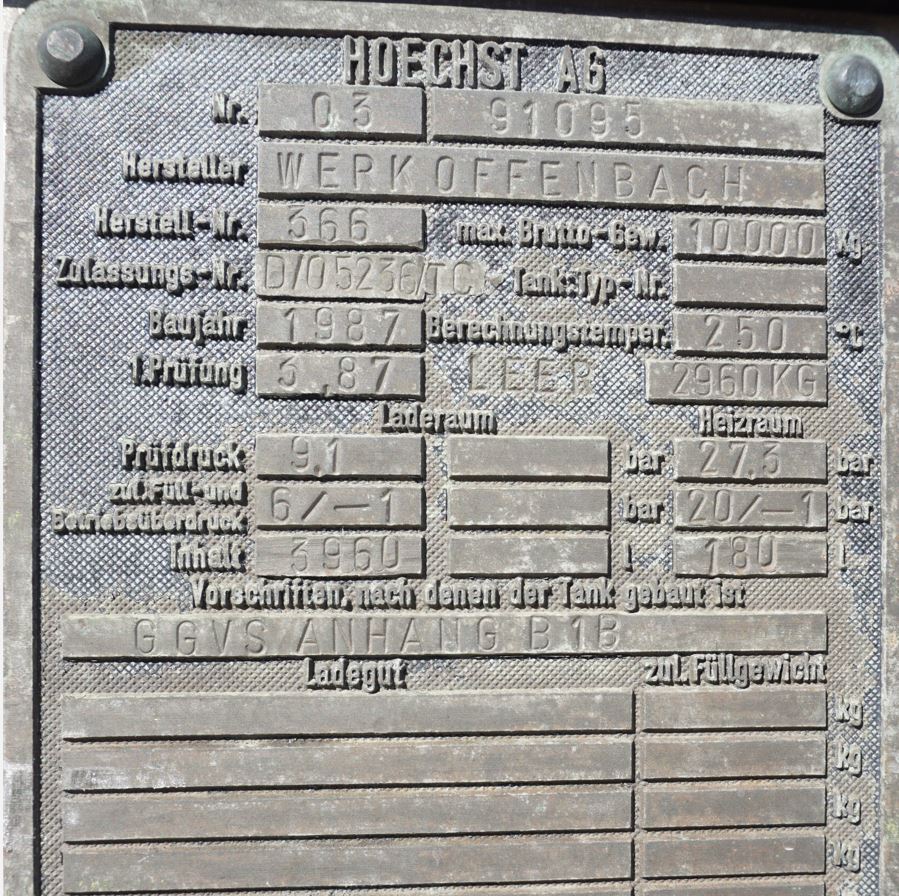 HOECHST AG
Nr. 03 91095
Hersteller WERK OFFENBACH
Herstell-Nr. 366 max. Brutto-Gew. 10.000 kg
Zulassungs-Nr. D/05236/TC Tank-Typ-Nr.
Baujahr 1987 Berechnungstemper. 250 °C
1.Prüfung 3,87 LEER 2960KG
Laderaum Heizraum
Prüfdruck 9,1 bar 27,3 bar
zul. Füll-und
Betriebsüberdruck 6/-1 bar 20/-1 bar
Inhalt 3960 l 180 l
Vorschriften, nach denen der Tank gebaut ist
GGVS ANHANG B1B
Ladegut zul. Füllgewicht
kg
kg
kg
kg